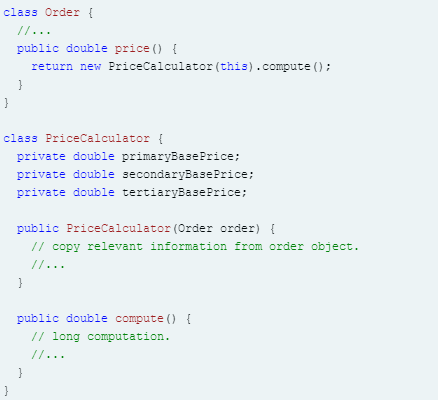 class Order {
  //...
  public double price() {
    return new PriceCalculator(this).compute();
  }
}

class PriceCalculator {
  private double primaryBasePrice;
  private double secondaryBasePrice;
  private double tertiaryBasePrice;

  public PriceCalculator(Order order) {
    // copy relevant information from order object.
    //...
  }

  public double compute() {
    // long computation.
    //...
  }
}